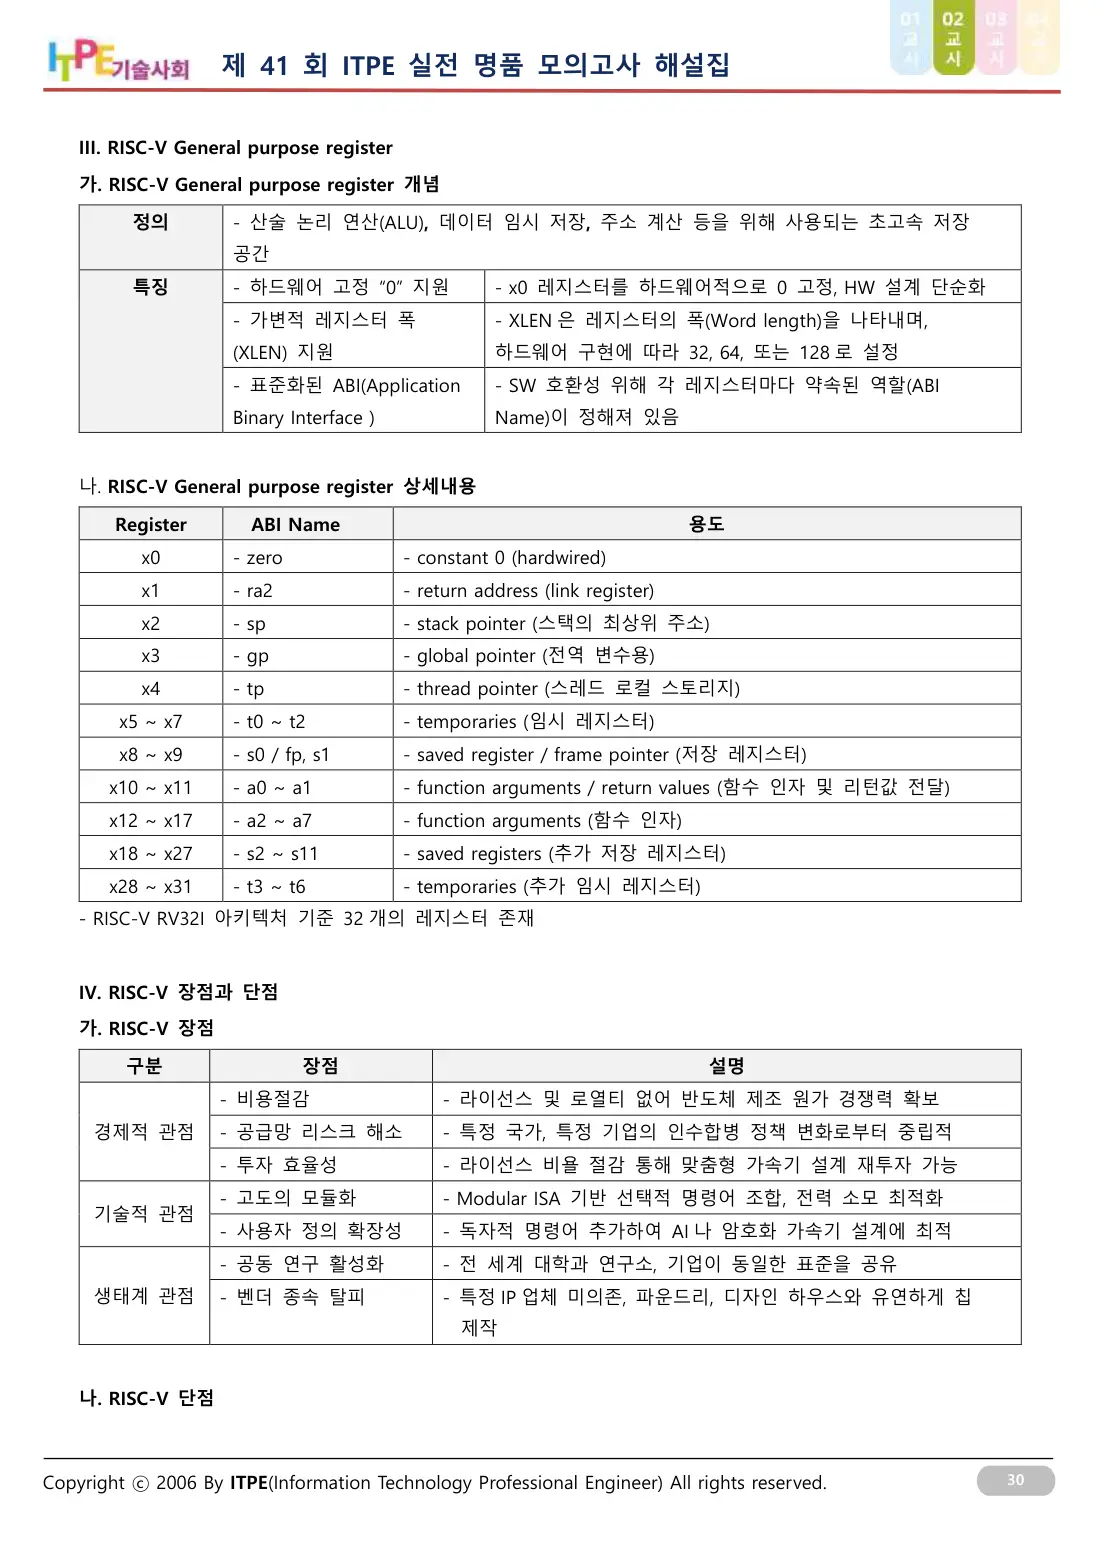 ITPE기술사회
제 41 회 ITPE 실전 명품 모의고사 해설집
01 교시
02 교시
03 교시
III. RISC-V General purpose register
가. RISC-V General purpose register 개념
정의
- 산술 논리 연산(ALU), 데이터 임시 저장, 주소 계산 등을 위해 사용되는 초고속 저장
공간
특징
- 하드웨어 고정 “0” 지원
- x0 레지스터를 하드웨어적으로 0 고정, HW 설계 단순화
- 가변적 레지스터 폭
(XLEN) 지원
- XLEN 은 레지스터의 폭(Word length)을 나타내며,
하드웨어 구현에 따라 32, 64, 또는 128 로 설정
- 표준화된 ABI(Application
Binary Interface )
- SW 호환성 위해 각 레지스터마다 약속된 역할(ABI
Name)이 정해져 있음
나. RISC-V General purpose register 상세내용
Register ABI Name 용도
x0 - zero - constant 0 (hardwired)
x1 - ra2 - return address (link register)
x2 - sp - stack pointer (스택의 최상위 주소)
x3 - gp - global pointer (전역 변수용)
x4 - tp - thread pointer (스레드 로컬 스토리지)
x5 ~ x7 - t0 ~ t2 - temporaries (임시 레지스터)
x8 ~ x9 - s0 / fp, s1 - saved register / frame pointer (저장 레지스터)
x10 ~ x11 - a0 ~ a1 - function arguments / return values (함수 인자 및 리턴값 전달)
x12 ~ x17 - a2 ~ a7 - function arguments (함수 인자)
x18 ~ x27 - s2 ~ s11 - saved registers (추가 저장 레지스터)
x28 ~ x31 - t3 ~ t6 - temporaries (추가 임시 레지스터)
- RISC-V RV32I 아키텍처 기준 32 개의 레지스터 존재
IV. RISC-V 장점과 단점
가. RISC-V 장점
구분 장점 설명
경제적 관점
- 비용절감 - 라이선스 및 로열티 없어 반도체 제조 원가 경쟁력 확보
- 공급망 리스크 해소 - 특정 국가, 특정 기업의 인수합병 정책 변화로부터 중립적
- 투자 효율성 - 라이선스 비율 절감 통해 맞춤형 가속기 설계 재투자 가능
기술적 관점
- 고도의 모듈화 - Modular ISA 기반 선택적 명령어 조합, 전력 소모 최적화
- 사용자 정의 확장성 - 독자적 명령어 추가하여 AI 나 암호화 가속기 설계에 최적
생태계 관점
- 공동 연구 활성화 - 전 세계 대학과 연구소, 기업이 동일한 표준을 공유
- 벤더 종속 탈피 - 특정 IP 업체 미의존, 파운드리, 디자인 하우스와 유연하게 칩
제작
나. RISC-V 단점
Copyright ⓒ 2006 By ITPE(Information Technology Professional Engineer) All rights reserved.
30